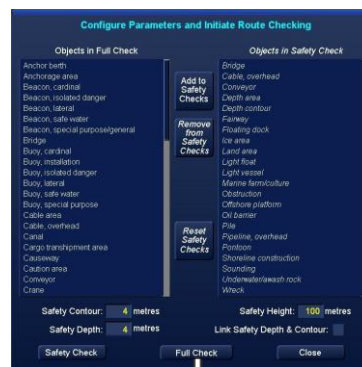 Configure Parameters and Initiate Route Checking
Objects in Full Check
Anchor berth
Anchorage area
Beacon, cardinal
Beacon, isolated danger
Beacon, lateral
Beacon, safe water
Beacon, special purpose/general
Bridge
Buoy, cardinal
Buoy, installation
Buoy, isolated danger
Buoy, lateral
Buoy, safe water
Buoy, special purpose
Cable area
Cable, overhead
Canal
Cargo transhipment area
Causeway
Caution area
Conveyor
Crane
Add to
Safety
Checks
Remove
from
Safety
Checks
Reset
Safety
Checks
Objects in Safety Check
Bridge
Cable, overhead
Conveyor
Depth area
Depth contour
Fairway
Floating dock
Ice area
Land area
Light float
Light vessel
Marine farm/culture
Obstruction
Offshore platform
Oil barrier
Pile
Pipeline, overhead
Pontoon
Shoreline construction
Sounding
Underwater/awash rock
Wreck
Safety Contour: 4 metres
Safety Height: 100 metres
Safety Depth: 4 metres
Link Safety Depth & Contour:
Safety Check
Full Check
Close